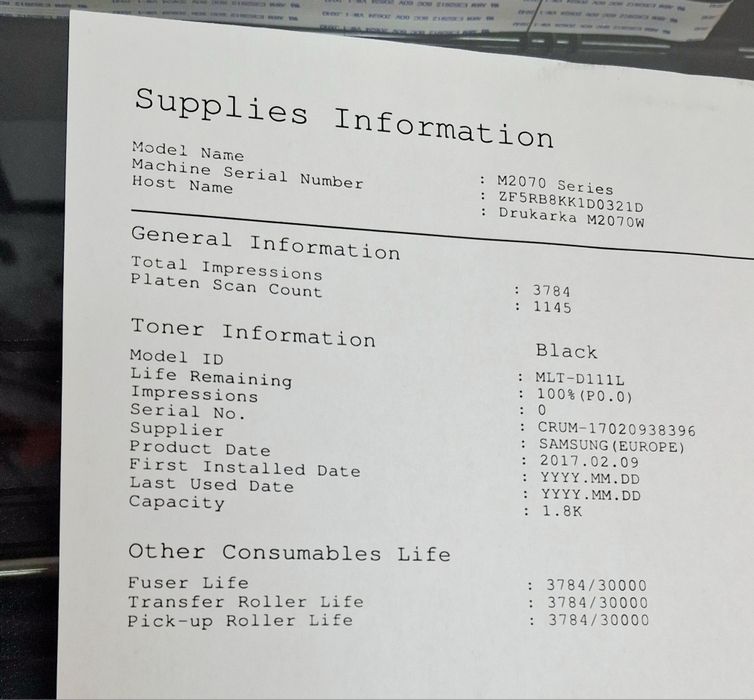 Supplies Information
Model Name : M2070 Series
Machine Serial Number : ZF5RB8KK1D0321D
Host Name : Drukarka M2070W
General Information
Total Impressions : 3784
Platen Scan Count : 1145
Toner Information Black
Model ID : MLT-D111L
Life Remaining : 100%(P0.0)
Impressions : 0
Serial No. : CRUM-17020938396
Supplier : SAMSUNG(EUROPE)
Product Date : 2017.02.09
First Installed Date : YYYY.MM.DD
Last Used Date : YYYY.MM.DD
Capacity : 1.8K
Other Consumables Life
Fuser Life : 3784/30000
Transfer Roller Life : 3784/30000
Pick-up Roller Life : 3784/30000